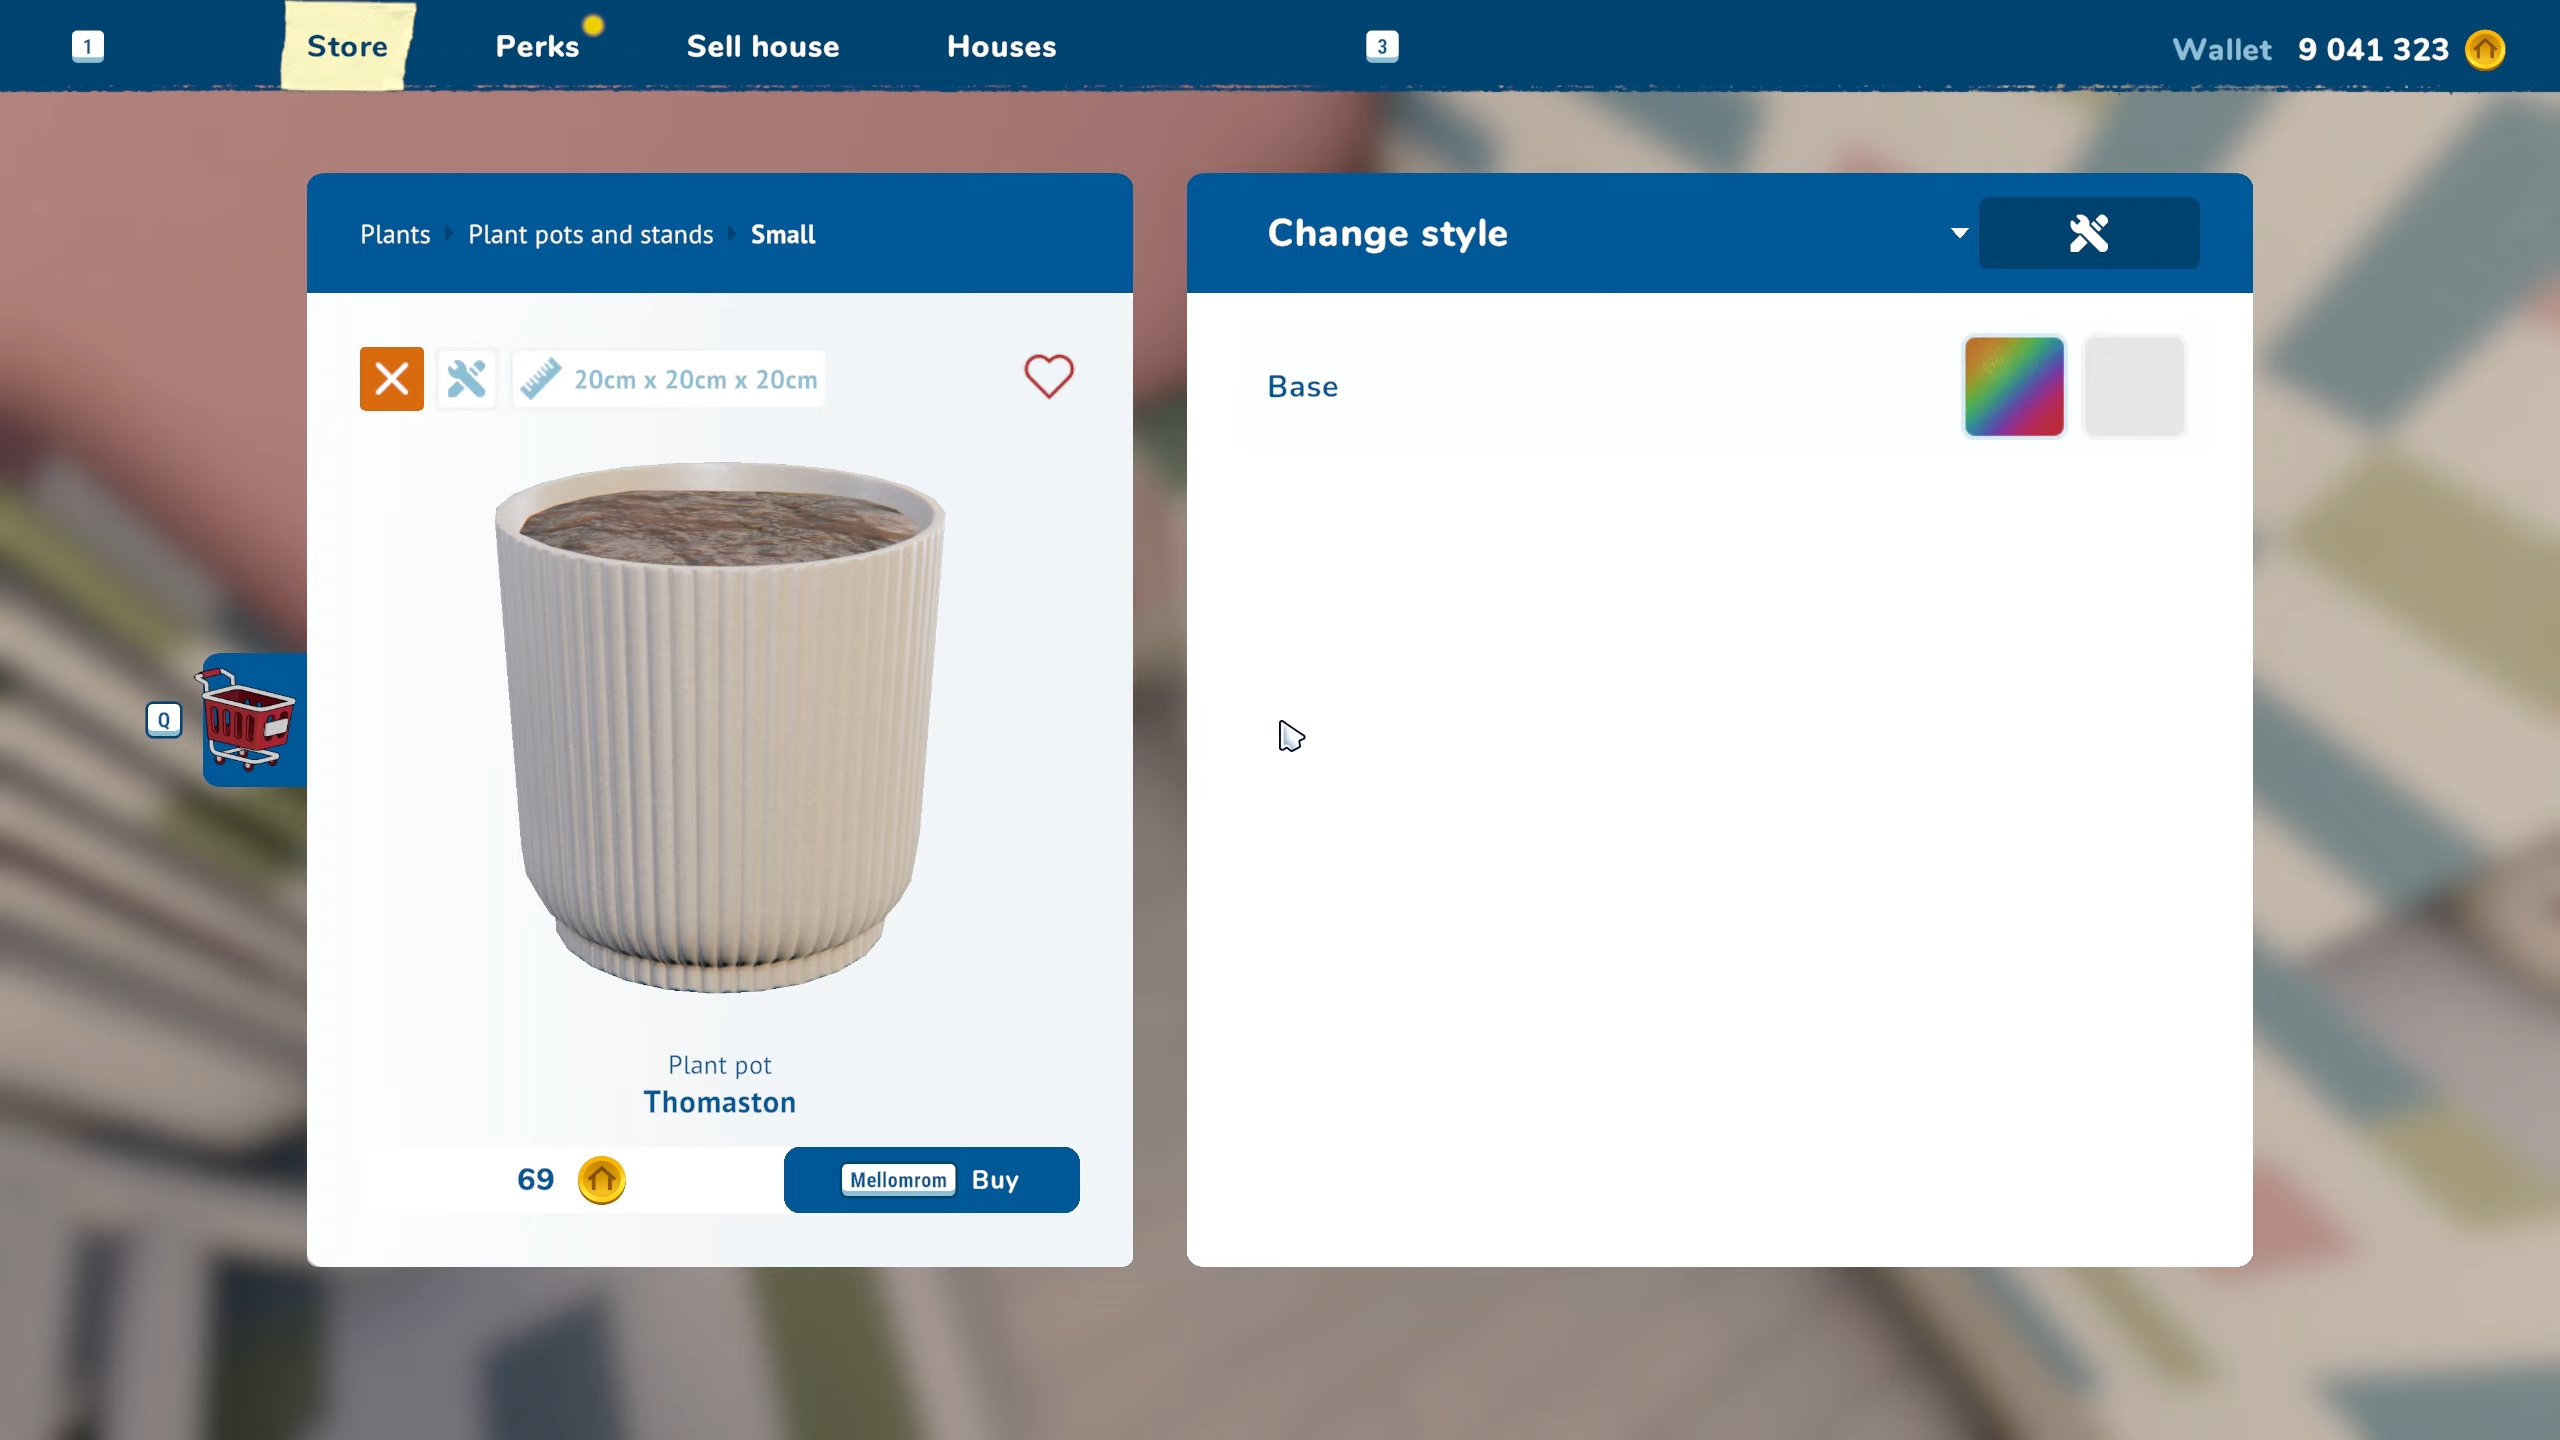 1
Store
Perks
Sell house
Houses
3
Wallet 9 041 323
Plants Plant pots and stands Small
20cm x 20cm x 20cm
Q
Plant pot
Thomaston
69
Mellomrom Buy
Change style
Base